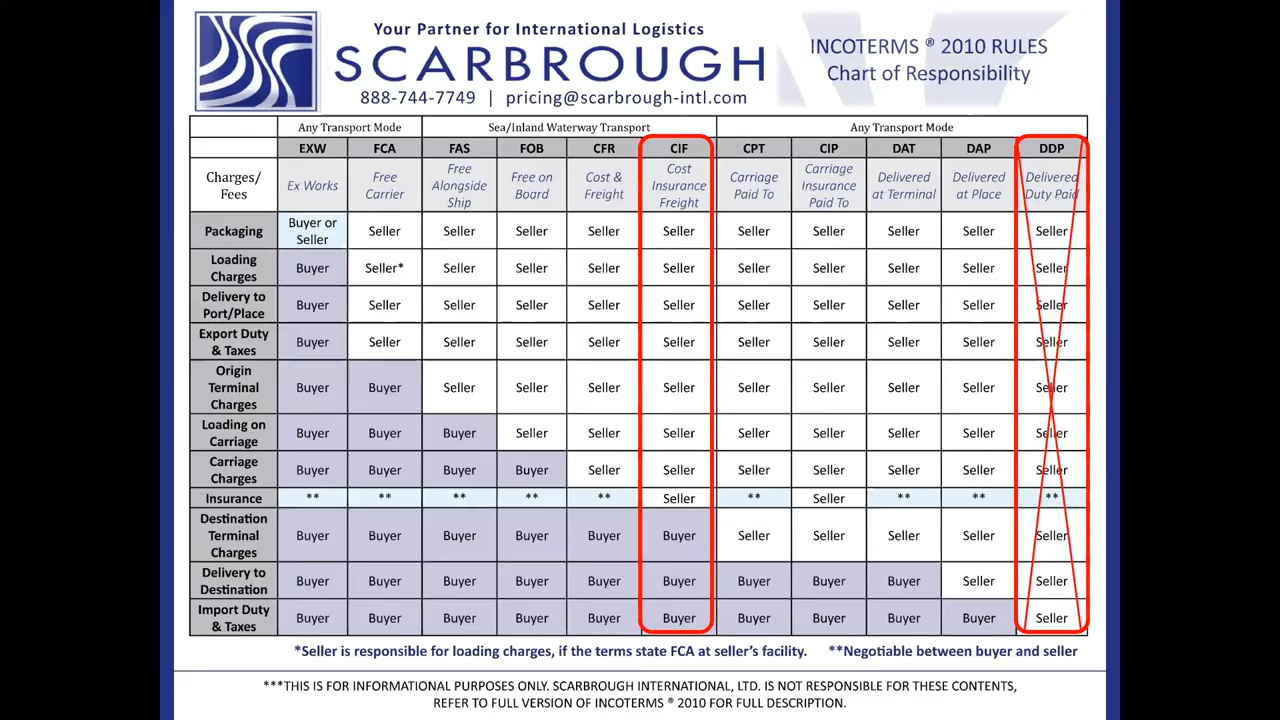 Your Partner for International Logistics
SCARBROUGH
888-744-7749 | pricing@scarbrough-intl.com
INCOTERMS ® 2010 RULES
Chart of Responsibility
Any Transport Mode Sea/Inland Waterway Transport Any Transport Mode
EXW FCA FAS FOB CFR CIF CPT CIP DAT DAP DDP
Charges/
Fees
Ex Works
Free
Carrier
Free
Alongside
Ship
Free on
Board
Cost &
Freight
Cost
Insurance
Freight
Carriage
Paid To
Carriage
Insurance
Paid To
Delivered
at Terminal
Delivered
at Place
Delivered
Duty Paid
Packaging
Buyer or
Seller
Seller Seller Seller Seller Seller Seller Seller Seller Seller Seller
Loading
Charges
Buyer Seller* Seller Seller Seller Seller Seller Seller Seller Seller Seller
Delivery to
Port/Place
Buyer Seller Seller Seller Seller Seller Seller Seller Seller Seller Seller
Export Duty
& Taxes
Buyer Seller Seller Seller Seller Seller Seller Seller Seller Seller Seller
Origin
Terminal
Charges
Buyer Buyer Seller Seller Seller Seller Seller Seller Seller Seller Seller
Loading on
Carriage
Buyer Buyer Buyer Seller Seller Seller Seller Seller Seller Seller Seller
Carriage
Charges
Buyer Buyer Buyer Buyer Seller Seller Seller Seller Seller Seller Seller
Insurance ** ** ** ** ** Seller ** Seller ** ** **
Destination
Terminal
Charges
Buyer Buyer Buyer Buyer Buyer Buyer Seller Seller Seller Seller Seller
Delivery to
Destination
Buyer Buyer Buyer Buyer Buyer Buyer Buyer Buyer Buyer Seller Seller
Import Duty
& Taxes
Buyer Buyer Buyer Buyer Buyer Buyer Buyer Buyer Buyer Buyer Seller
*Seller is responsible for loading charges, if the terms state FCA at seller's facility. **Negotiable between buyer and seller
***THIS IS FOR INFORMATIONAL PURPOSES ONLY. SCARBROUGH INTERNATIONAL, LTD. IS NOT RESPONSIBLE FOR THESE CONTENTS,
REFER TO FULL VERSION OF INCOTERMS ® 2010 FOR FULL DESCRIPTION.